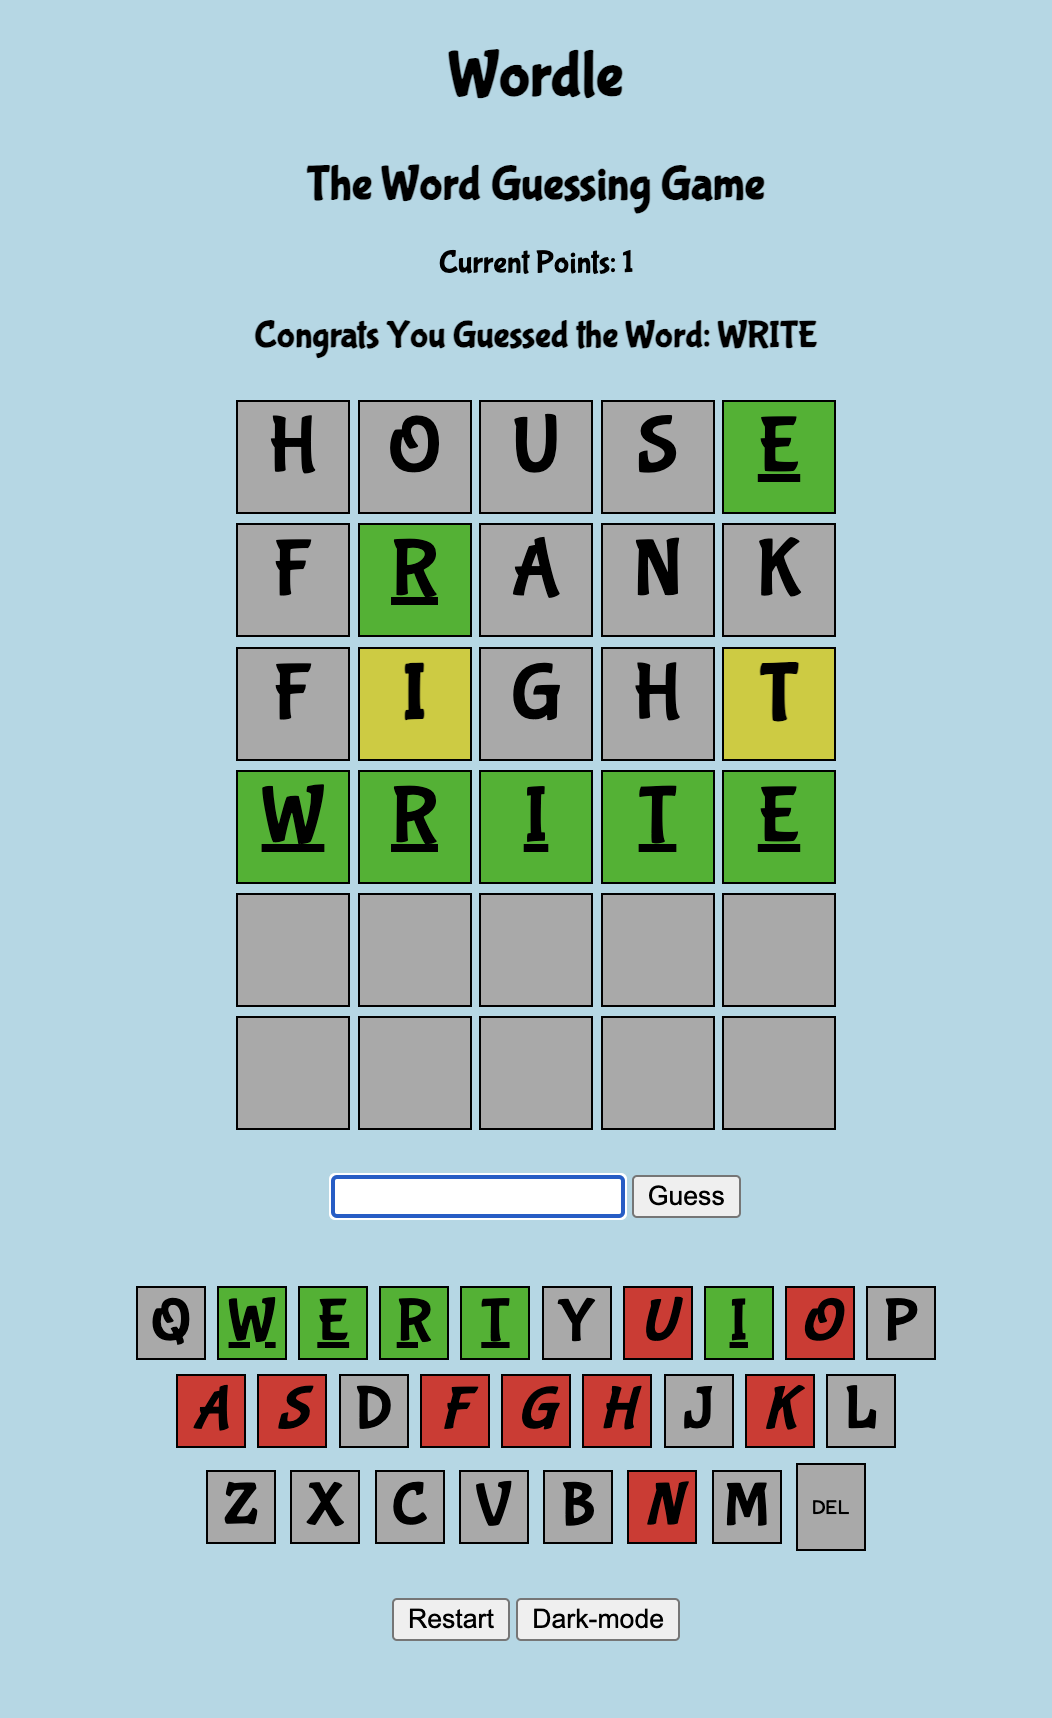 Wordle
The Word Guessing Game
Current Points: 1
Congrats You Guessed the Word: WRITE
H O U S E
F R A N K
F I G H T
W R I T E
Guess
Q W E R T Y U I O P
A S D F G H J K L
Z X C V B N M DEL
Restart Dark-mode